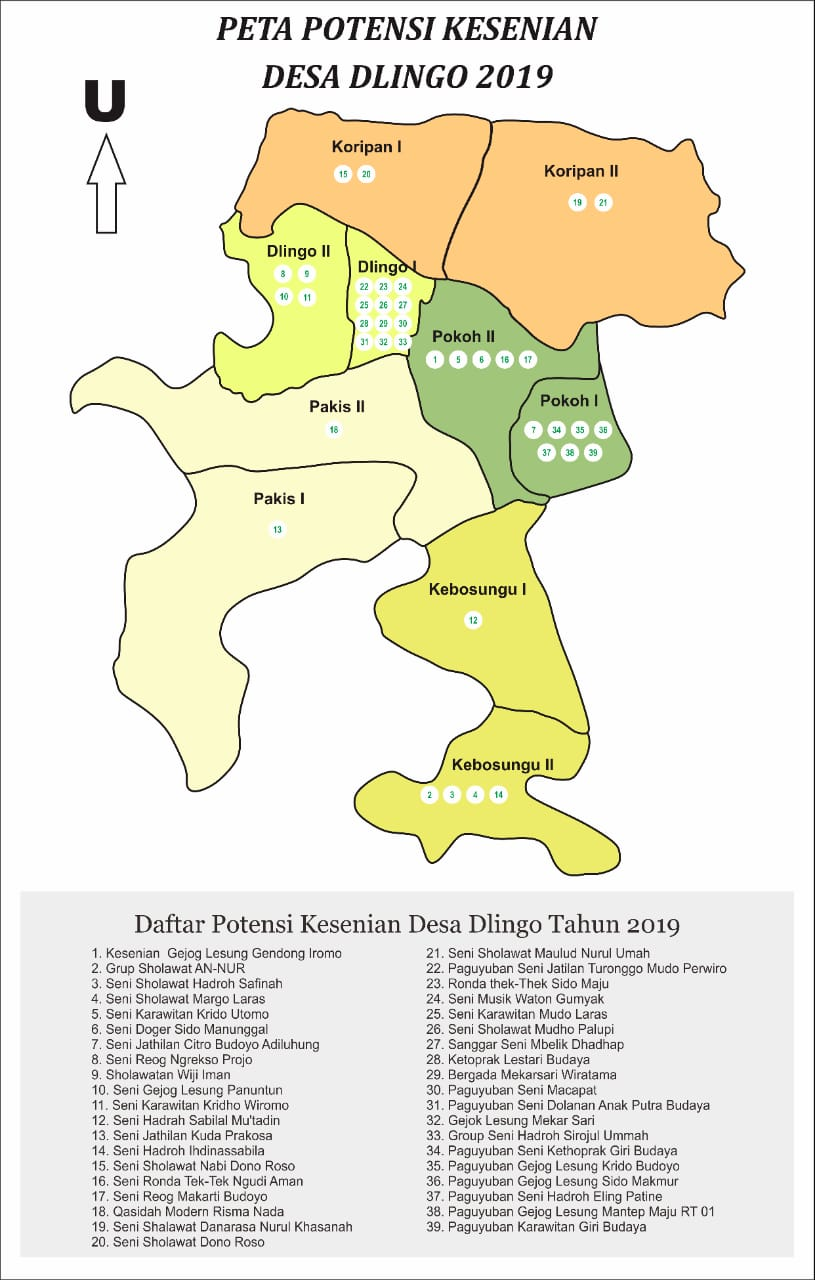 PETA POTENSI KESENIAN
DESA DLINGO 2019
U
Koripan I
15 20
Koripan II
19 21
Dlingo II
8 9
10 11
Dlingo I
22 23 24
25 26 27
28 29 30
31 32 33
Pokoh II
1 5 6 16 17
Pokoh I
7 34 35 36
37 38 39
Pakis II
18
Pakis I
13
Kebosungu I
12
Kebosungu II
2 3 4 14
Daftar Potensi Kesenian Desa Dlingo Tahun 2019
1. Kesenian Gejog Lesung Gendong Iromo
2. Grup Sholawat AN-NUR
3. Seni Sholawat Hadroh Safinah
4. Seni Sholawat Margo Laras
5. Seni Karawitan Krido Utomo
6. Seni Doger Sido Manunggal
7. Seni Jathilan Citro Budoyo Adiluhung
8. Seni Reog Ngrekso Projo
9. Sholawatan Wiji Iman
10. Seni Gejog Lesung Panuntun
11. Seni Karawitan Kridho Wiromo
12. Seni Hadrah Sabilal Mu'tadin
13. Seni Jathilan Kuda Prakosa
14. Seni Hadroh Ihdinassabila
15. Seni Sholawat Nabi Dono Roso
16. Seni Ronda Tek-Tek Ngudi Aman
17. Seni Reog Makarti Budoyo
18. Qasidah Modern Risma Nada
19. Seni Shalawat Danarasa Nurul Khasanah
20. Seni Sholawat Dono Roso
21. Seni Sholawat Maulud Nurul Umah
22. Paguyuban Seni Jatilan Turonggo Mudo Perwiro
23. Ronda thek-Thek Sido Maju
24. Seni Musik Waton Gumyak
25. Seni Karawitan Mudo Laras
26. Seni Sholawat Mudho Palupi
27. Sanggar Seni Mbelik Dhadhap
28. Ketoprak Lestari Budaya
29. Bergada Mekarsari Wiratama
30. Paguyuban Seni Macapat
31. Paguyuban Seni Dolanan Anak Putra Budaya
32. Gejok Lesung Mekar Sari
33. Group Seni Hadroh Sirojul Ummah
34. Paguyuban Seni Kethoprak Giri Budaya
35. Paguyuban Gejog Lesung Krido Budoyo
36. Paguyuban Gejog Lesung Sido Makmur
37. Paguyuban Seni Hadroh Eling Patine
38. Paguyuban Gejog Lesung Mantep Maju RT 01
39. Paguyuban Karawitan Giri Budaya